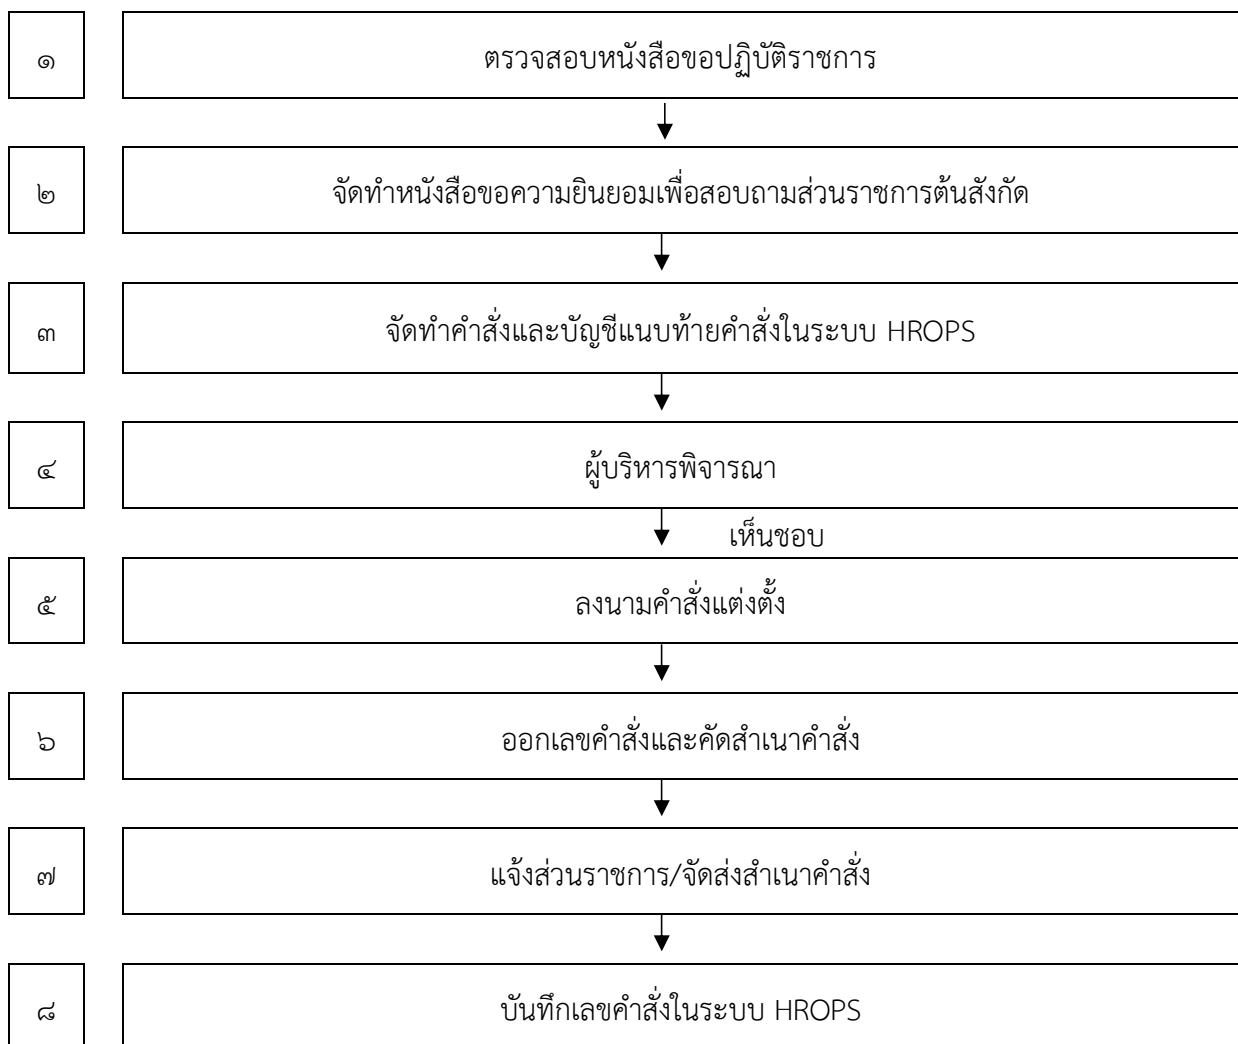 ๑ ตรวจสอบหนังสือขอปฏิบัติราชการ
๒ จัดทำหนังสือขอความยินยอมเพื่อสอบถามส่วนราชการต้นสังกัด
๓ จัดทำคำสั่งและบัญชีแนบท้ายคำสั่งในระบบ HROPS
๔ ผู้บริหารพิจารณา
เห็นชอบ
๕ ลงนามคำสั่งแต่งตั้ง
๖ ออกเลขคำสั่งและคัดสำเนาคำสั่ง
๗ แจ้งส่วนราชการ/จัดส่งสำเนาคำสั่ง
๘ บันทึกเลขคำสั่งในระบบ HROPS